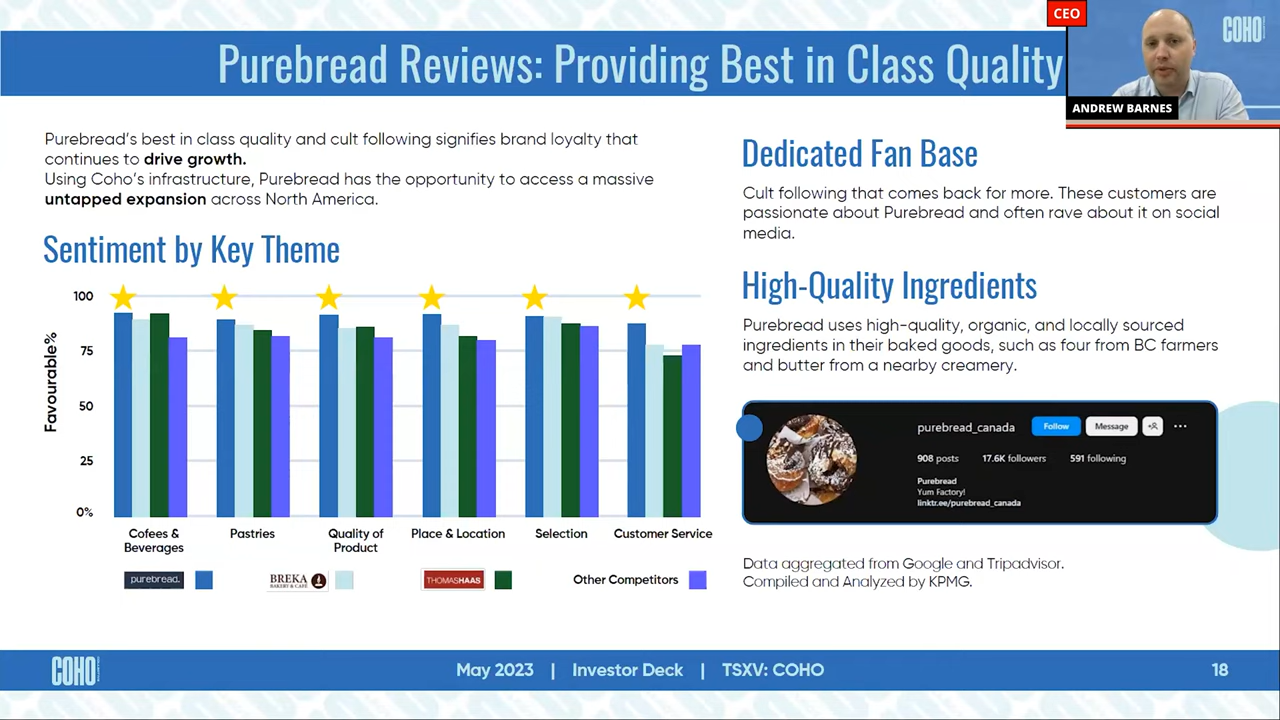 CEO
COHO
ANDREW BARNES
Purebread Reviews: Providing Best in Class Quality
Purebread's best in class quality and cult following signifies brand loyalty that
continues to drive growth.
Using Coho's infrastructure, Purebread has the opportunity to access a massive
untapped expansion across North America.
Sentiment by Key Theme
Favourable%
100
75
50
25
0%
Cofees &
Beverages
Pastries
Quality of
Product
Place & Location
Selection
Customer Service
purebread.
BREKA
BAKERY & CAFÉ
THOMASHAAS
Other Competitors
Dedicated Fan Base
Cult following that comes back for more. These customers are
passionate about Purebread and often rave about it on social
media.
High-Quality Ingredients
Purebread uses high-quality, organic, and locally sourced
ingredients in their baked goods, such as four from BC farmers
and butter from a nearby creamery.
purebread_canada
Follow
Message
908 posts
17.6K followers
591 following
Purebread
Yum Factory!
linktr.ee/purebread_canada
Data aggregated from Google and Tripadvisor.
Compiled and Analyzed by KPMG.
COHO
May 2023 | Investor Deck | TSXV: COHO
18